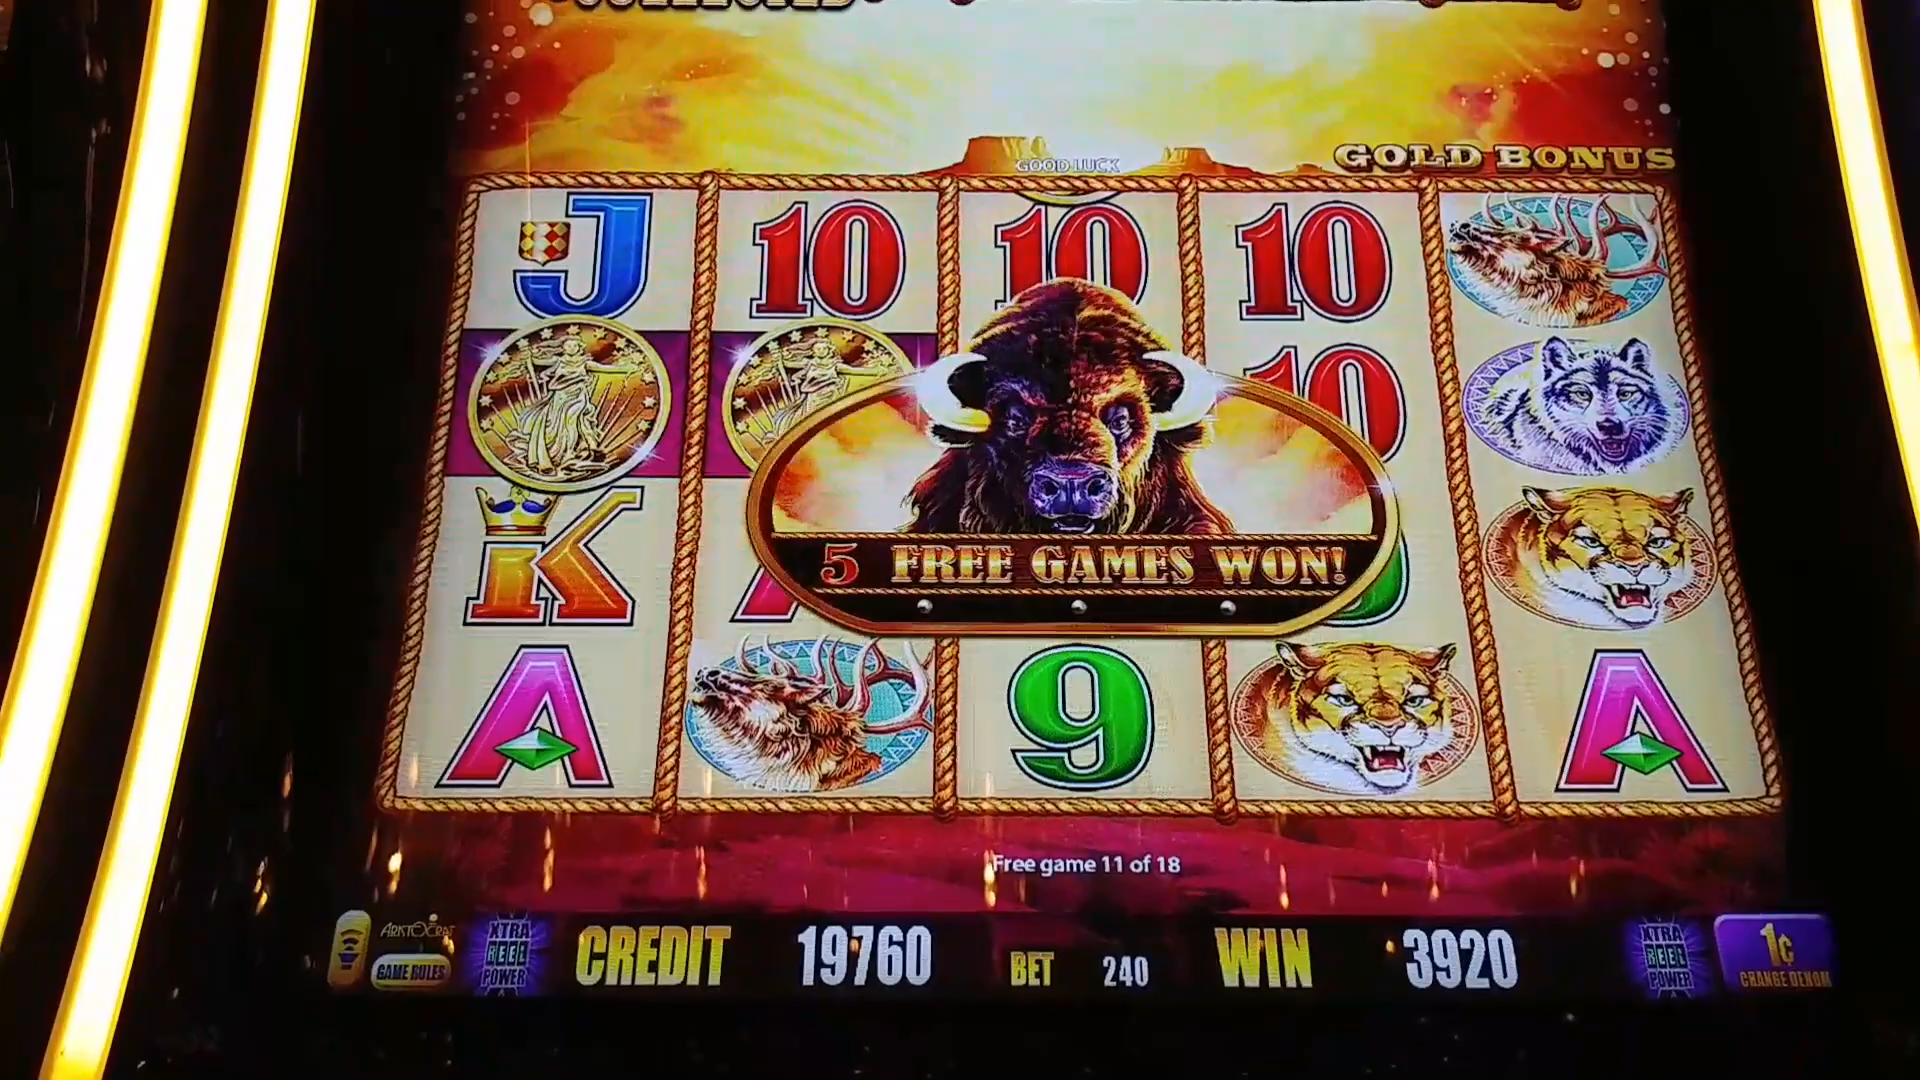 GOOD LUCK
GOLD BONUS
J 10 10 10
10
K
A 9 A
5 FREE GAMES WON!
Free game 11 of 18
ARISTOCRAT
GAME RULES
XTRA REEL POWER
CREDIT 19760 BET 240 WIN 3920
XTRA REEL POWER
1¢
CHANGE DENOM